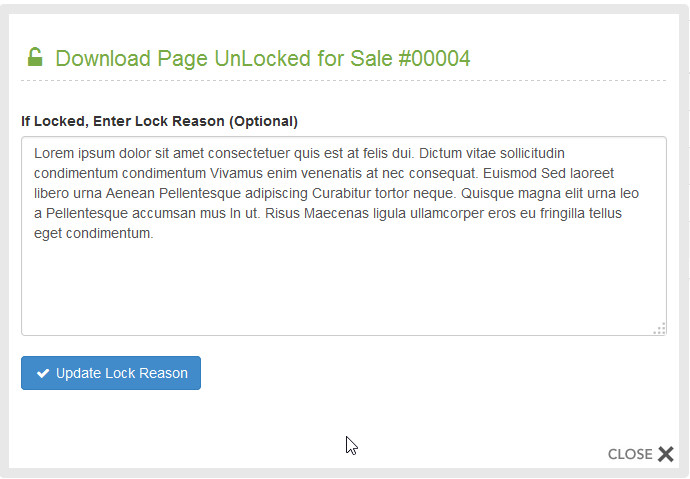 Download Page UnLocked for Sale #00004
If Locked, Enter Lock Reason (Optional)
Lorem ipsum dolor sit amet consectetuer quis est at felis dui. Dictum vitae sollicitudin
condimentum condimentum Vivamus enim venenatis at nec consequat. Euismod Sed laoreet
libero urna Aenean Pellentesque adipiscing Curabitur tortor neque. Quisque magna elit urna leo
a Pellentesque accumsan mus In ut. Risus Maecenas ligula ullamcorper eros eu fringilla tellus
eget condimentum.
Update Lock Reason
CLOSE